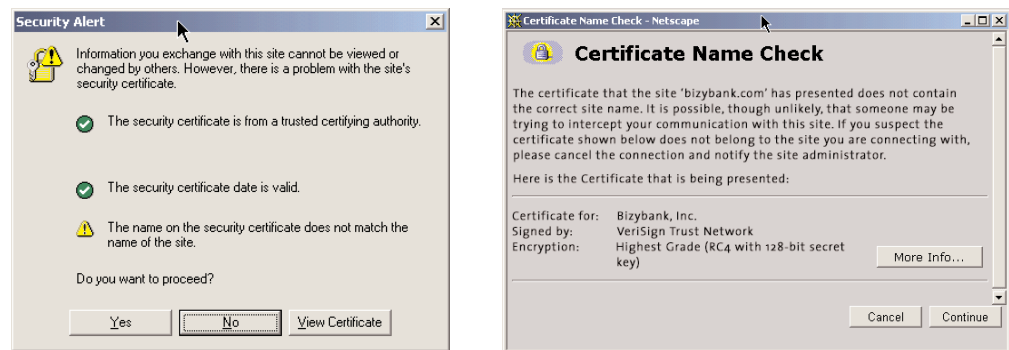 Security Alert
Information you exchange with this site cannot be viewed or
changed by others. However, there is a problem with the site's
security certificate.
The security certificate is from a trusted certifying authority.
The security certificate date is valid.
The name on the security certificate does not match the
name of the site.
Do you want to proceed?
Yes No View Certificate
Certificate Name Check - Netscape
Certificate Name Check
The certificate that the site 'bizybank.com' has presented does not contain
the correct site name. It is possible, though unlikely, that someone may be
trying to intercept your communication with this site. If you suspect the
certificate shown below does not belong to the site you are connecting with,
please cancel the connection and notify the site administrator.
Here is the Certificate that is being presented:
Certificate for: Bizybank, Inc.
Signed by: VeriSign Trust Network
Encryption: Highest Grade (RC4 with 128-bit secret
key)
More Info...
Cancel Continue